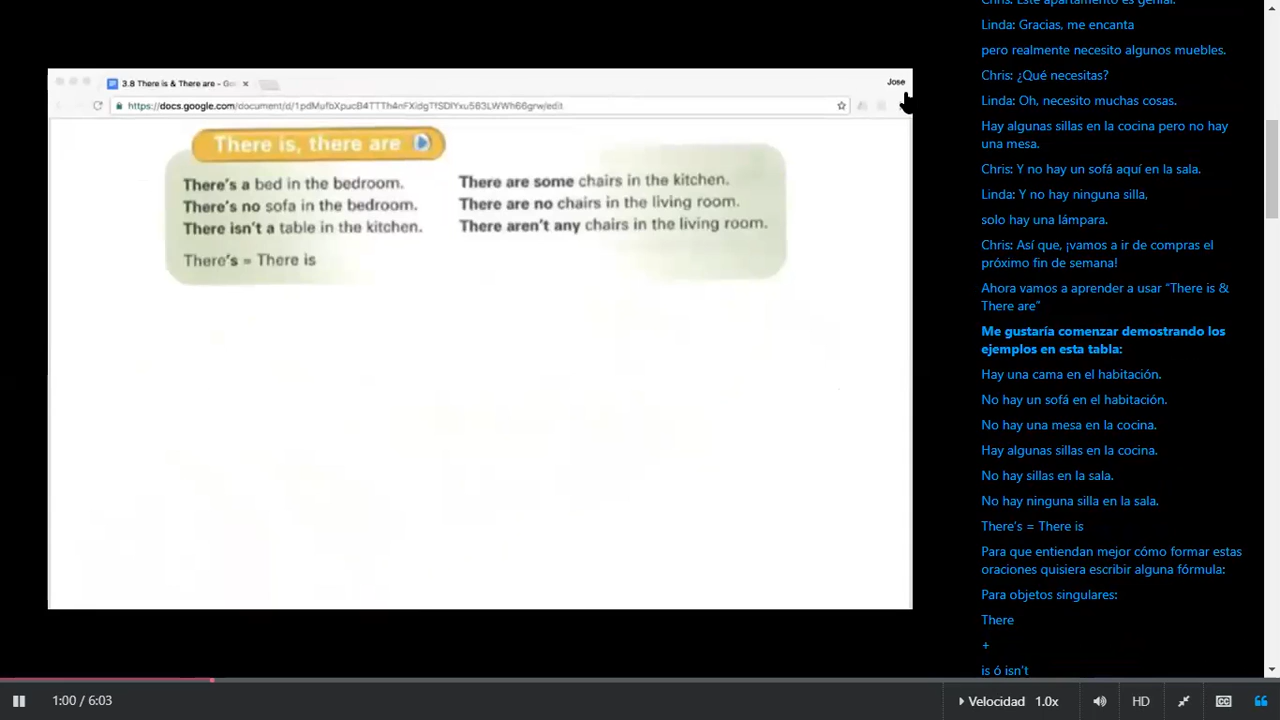 3.8 There is & There are - Go
Jose
https://docs.google.com/document/d/
There is, there are
There's a bed in the bedroom.
There's no sofa in the bedroom.
There isn't a table in the kitchen.
There's = There is
There are some chairs in the kitchen.
There are no chairs in the living room.
There aren't any chairs in the living room.
Chris: Este apartamento es genial.
Linda: Gracias, me encanta
pero realmente necesito algunos muebles.
Chris: ¿Qué necesitas?
Linda: Oh, necesito muchas cosas.
Hay algunas sillas en la cocina pero no hay
una mesa.
Chris: Y no hay un sofá aquí en la sala.
Linda: Y no hay ninguna silla,
solo hay una lámpara.
Chris: Así que, ¡vamos a ir de compras el
próximo fin de semana!
Ahora vamos a aprender a usar “There is &
There are”
Me gustaría comenzar demostrando los
ejemplos en esta tabla:
Hay una cama en el habitación.
No hay un sofá en el habitación.
No hay una mesa en la cocina.
Hay algunas sillas en la cocina.
No hay sillas en la sala.
No hay ninguna silla en la sala.
There’s = There is
Para que entiendan mejor cómo formar estas
oraciones quisiera escribir alguna fórmula:
Para objetos singulares:
There
+
is ó isn’t
1:00 / 6:03
Velocidad 1.0x
HD
CC